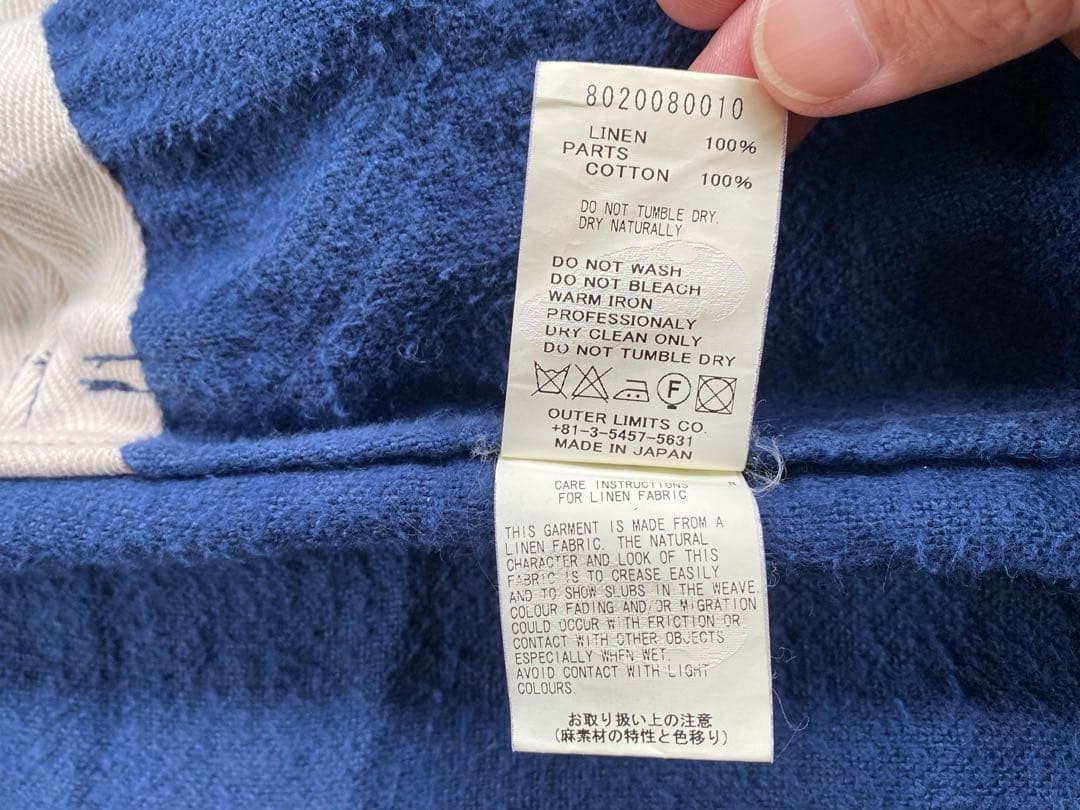 8020080010
LINEN 100%
PARTS
COTTON 100%
DO NOT TUMBLE DRY.
DRY NATURALLY
DO NOT WASH
DO NOT BLEACH
WARM IRON
PROFESSIONALY
DRY CLEAN ONLY
DO NOT TUMBLE DRY
F
OUTER LIMITS CO.
+81-3-5457-5631
MADE IN JAPAN
CARE INSTRUCTIONS
FOR LINEN FABRIC
THIS GARMENT IS MADE FROM A
LINEN FABRIC. THE NATURAL
CHARACTER AND LOOK OF THIS
FABRIC IS TO CREASE EASILY
AND TO SHOW SLUBS IN THE WEAVE.
COLOUR FADING AND/OR MIGRATION
COULD OCCUR WITH FRICTION OR
CONTACT WITH OTHER OBJECTS
ESPECIALLY WHEN WET.
AVOID CONTACT WITH LIGHT
COLOURS.
お取り扱い上の注意
(麻素材の特性と色移り)